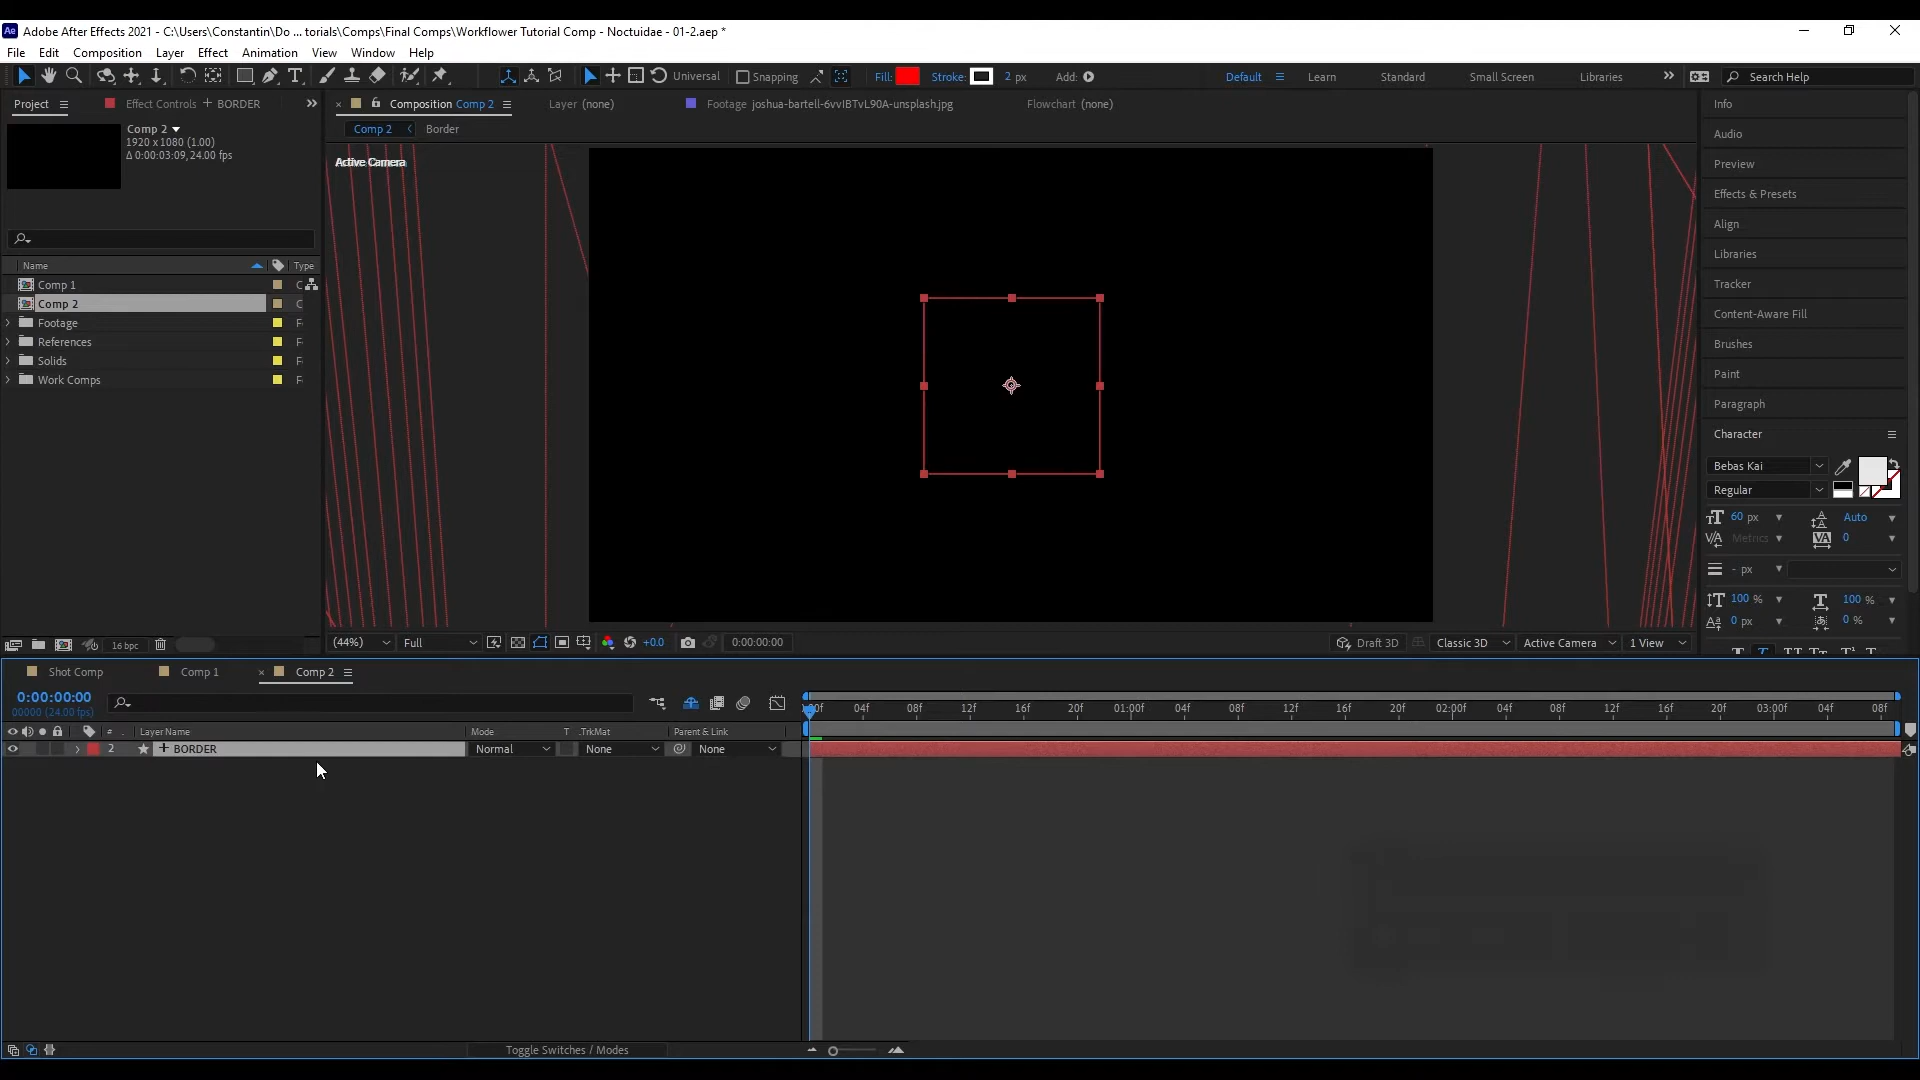 Ae Adobe After Effects 2021 - C:\Users\Constantin\Do ... torials\Comps\Final Comps\Workflower Tutorial Comp - Noctuidae - 01-2.aep *
File Edit Composition Layer Effect Animation View Window Help
Universal Snapping Fill: Stroke: 2 px Add: Default Learn Standard Small Screen Libraries Search Help
Project Effect Controls BORDER
Composition Comp 2 Layer (none) Footage joshua-bartell-6vvIBTvL90A-unsplash.jpg Flowchart (none)
Comp 2 Border
Comp 2
1920 x 1080 (1.00)
Δ 0:00:03:09, 24.00 fps
Active Camera
Name Type
Comp 1 C
Comp 2 C
Footage F
References F
Solids F
Work Comps F
16 bpc
(44%) Full +0.0 0:00:00:00 Draft 3D Classic 3D Active Camera 1 View
Info
Audio
Preview
Effects & Presets
Align
Libraries
Tracker
Content-Aware Fill
Brushes
Paint
Paragraph
Character
Bebas Kai
Regular
60 px Auto
Metrics 0
- px
100 % 100 %
0 px 0 %
Shot Comp Comp 1 Comp 2
0:00:00:00
00000 (24.00 fps)
04f 08f 12f 16f 20f 01:00f 04f 08f 12f 16f 20f 02:00f 04f 08f 12f 16f 20f 03:00f 04f 08f
# Layer Name Mode T .TrkMat Parent & Link
2 BORDER Normal None None
Toggle Switches / Modes